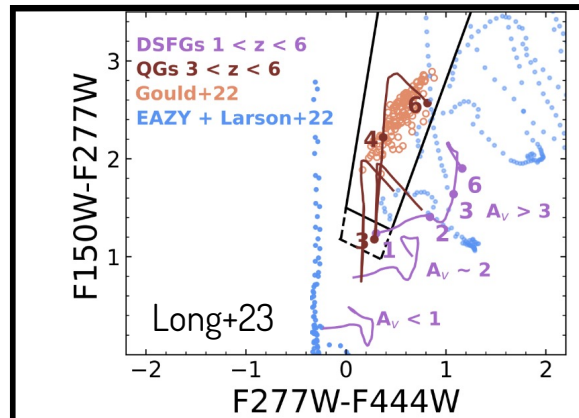 DSFGs 1 < z < 6
QGs 3 < z < 6
Gould+22
EAZY + Larson+22
F150W-F277W
3
2
1
6
4
3
6
3
2
1
A_v > 3
A_v ~ 2
A_v < 1
Long+23
−2
−1
0
1
2
F277W-F444W